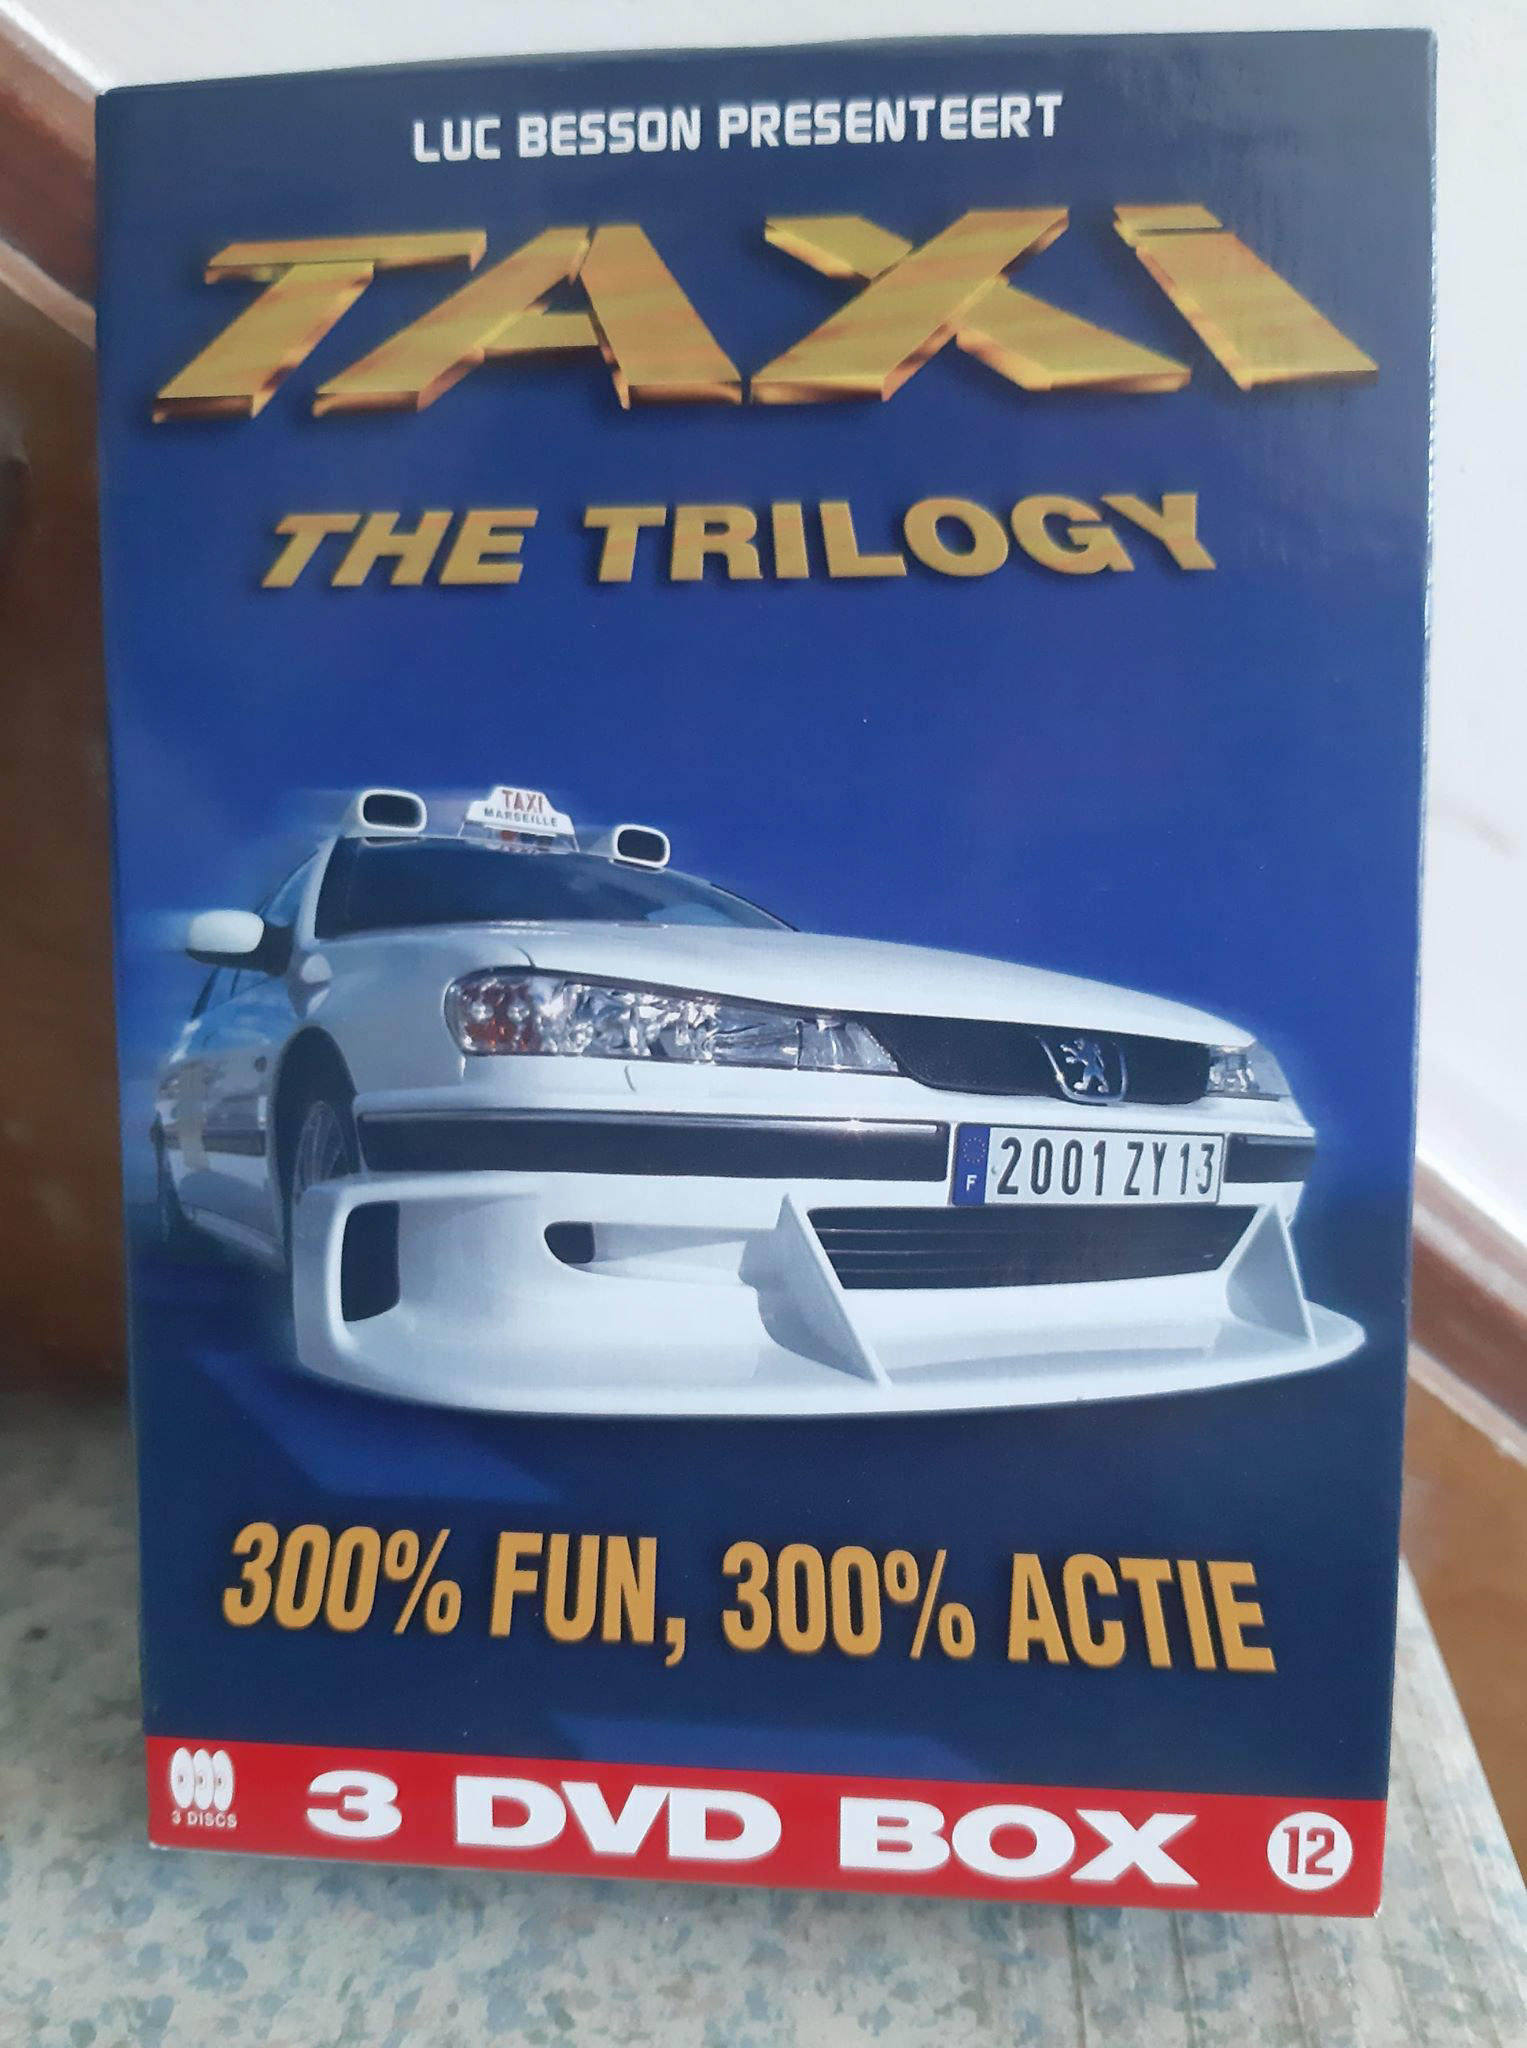 LUC BESSON PRESENTEERT
TAXi
THE TRILOGY
TAXI
MARSEILLE
F
2001 ZY 13
300% FUN, 300% ACTIE
3 DISCS
3 DVD BOX
12